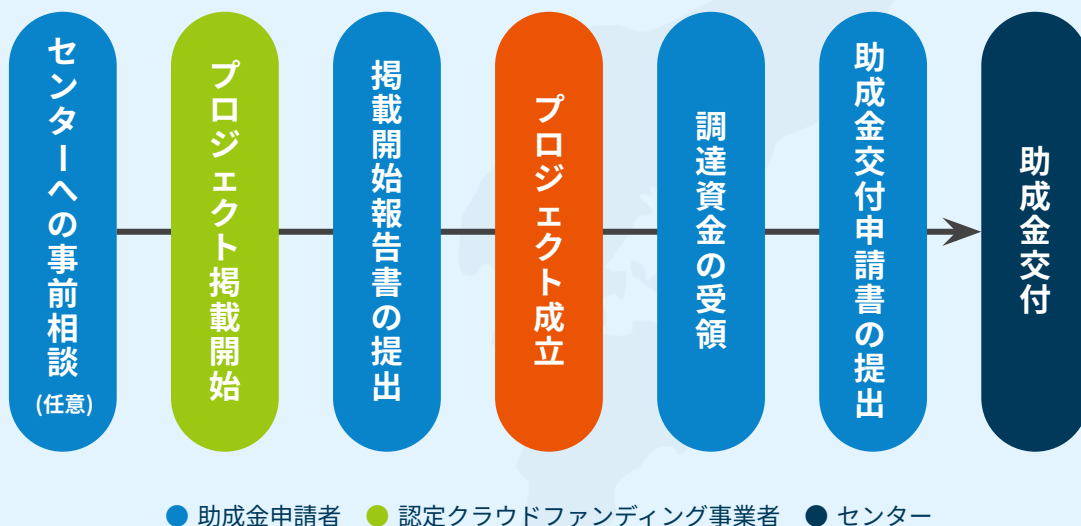 センターへの事前相談
(任意)
プロジェクト掲載開始
掲載開始報告書の提出
プロジェクト成立
調達資金の受領
助成金交付申請書の提出
助成金交付
助成金申請者
認定クラウドファンディング事業者
センター